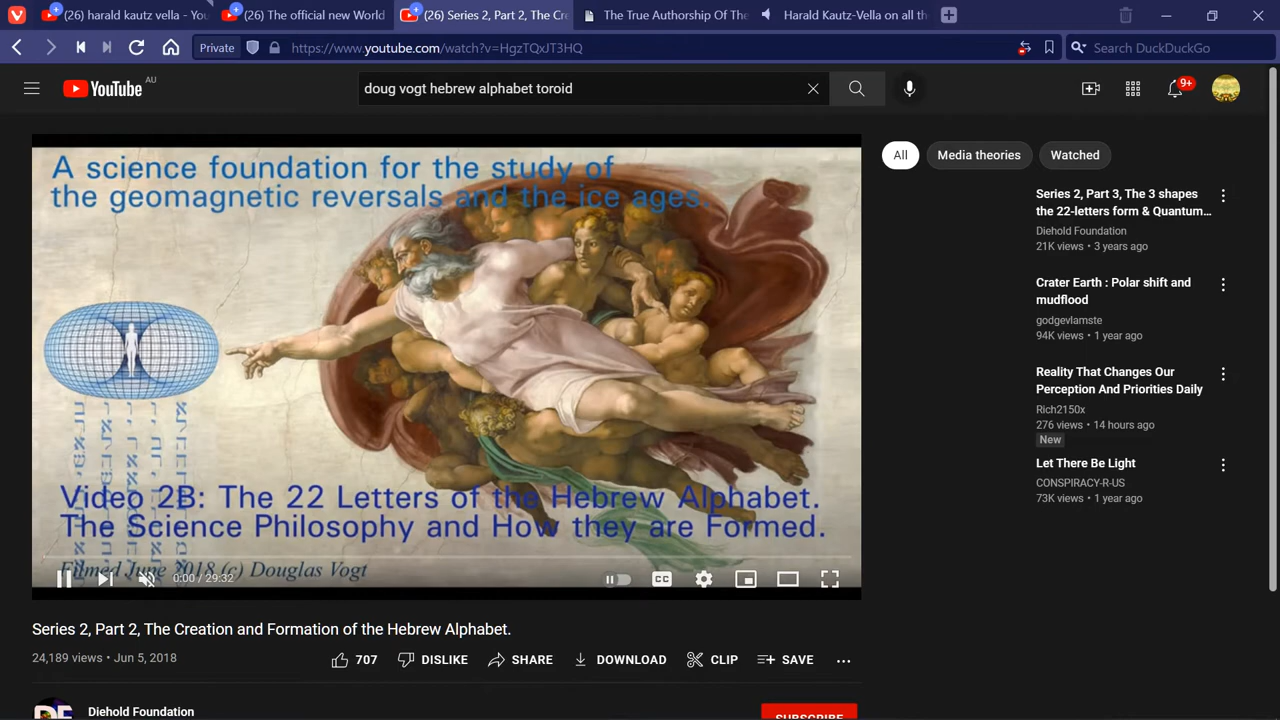 (26) harald kautz vella - You
(26) The official new World
(26) Series 2, Part 2, The Cre
The True Authorship Of The
Harald Kautz-Vella on all th
Private
https://www.youtube.com/watch?v=HgzTQxJT3HQ
Search DuckDuckGo
YouTube
AU
doug vogt hebrew alphabet toroid
9+
A science foundation for the study of
the geomagnetic reversals and the ice ages.
Video 2B: The 22 Letters of the Hebrew Alphabet.
The Science Philosophy and How they are Formed.
Filmed June 2018 (c) Douglas Vogt
0:00 / 29:32
CC
Series 2, Part 2, The Creation and Formation of the Hebrew Alphabet.
24,189 views • Jun 5, 2018
707
DISLIKE
SHARE
DOWNLOAD
CLIP
SAVE
Diehold Foundation
SUBSCRIBE
All
Media theories
Watched
Series 2, Part 3, The 3 shapes
the 22-letters form & Quantum...
Diehold Foundation
21K views • 3 years ago
Crater Earth : Polar shift and
mudflood
godgevlamste
94K views • 1 year ago
Reality That Changes Our
Perception And Priorities Daily
Rich2150x
276 views • 14 hours ago
New
Let There Be Light
CONSPIRACY-R-US
73K views • 1 year ago